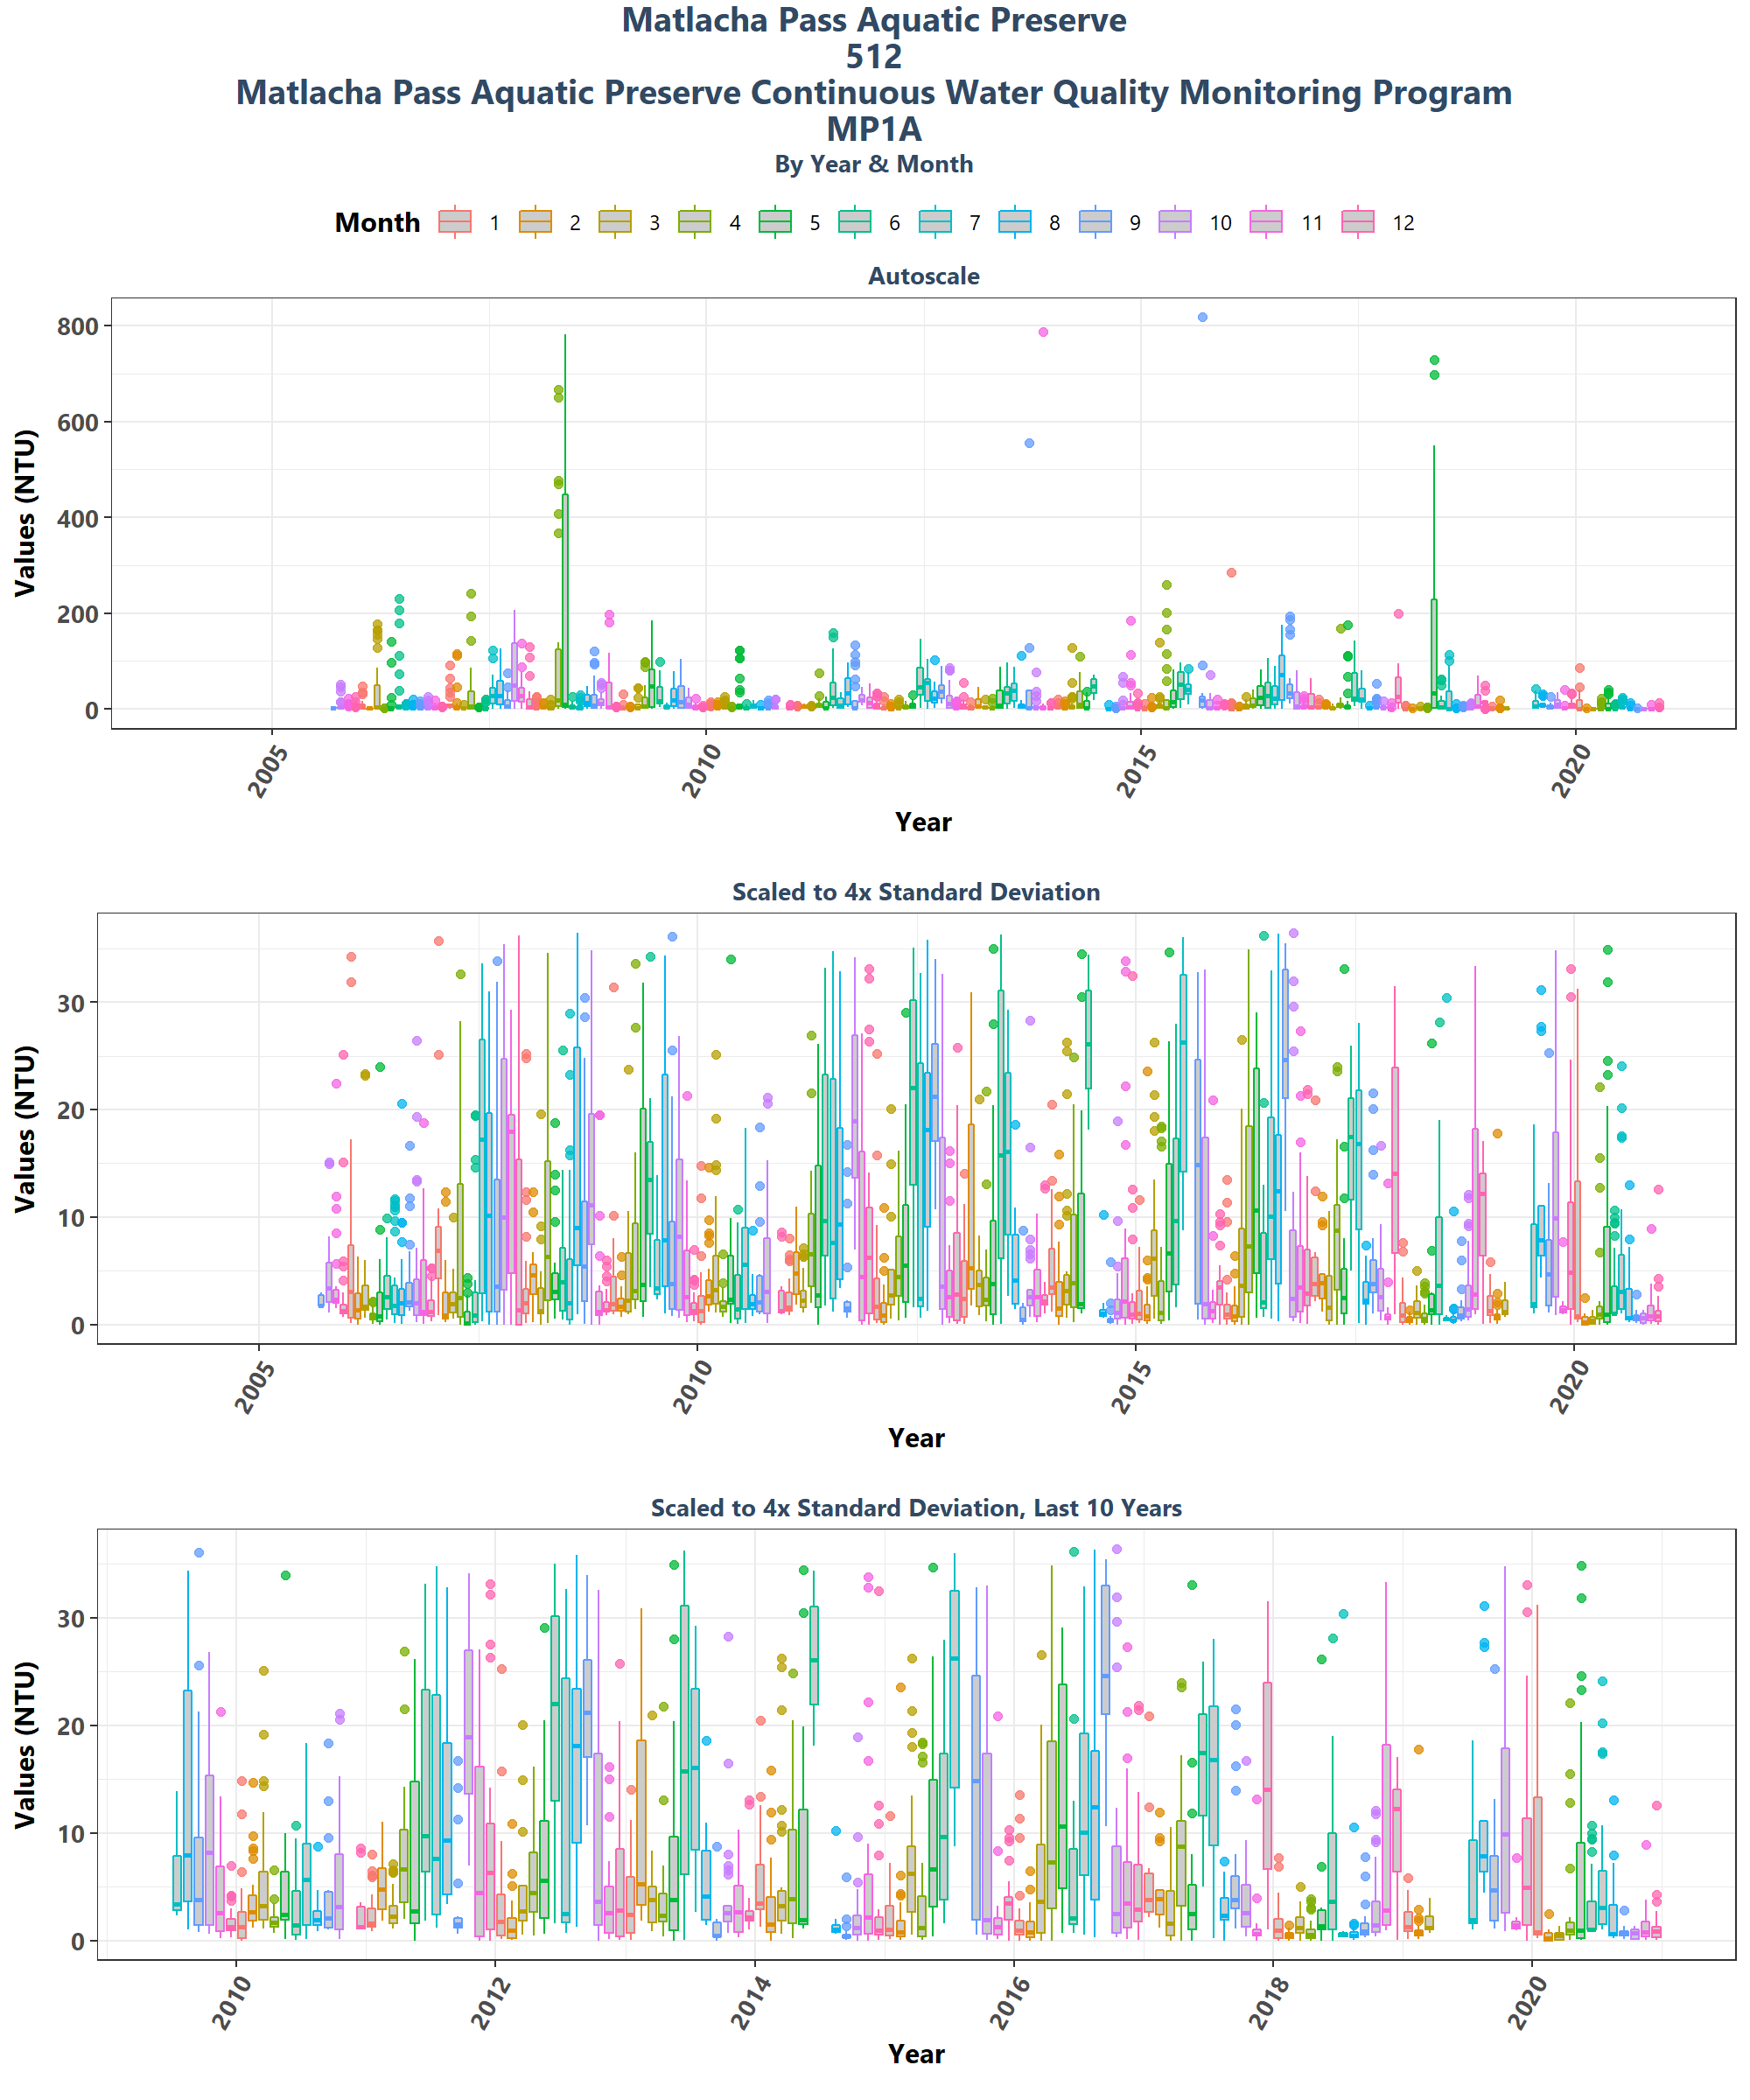 Matlacha Pass Aquatic Preserve
512
Matlacha Pass Aquatic Preserve Continuous Water Quality Monitoring Program
MP1A
By Year & Month
Month 1 2 3 4 5 6 7 8 9 10 11 12
Autoscale
800
600
400
200
0
Values (NTU)
2005 2010 2015 2020
Year
Scaled to 4x Standard Deviation
30
20
10
0
Values (NTU)
2005 2010 2015 2020
Year
Scaled to 4x Standard Deviation, Last 10 Years
30
20
10
0
Values (NTU)
2010 2012 2014 2016 2018 2020
Year